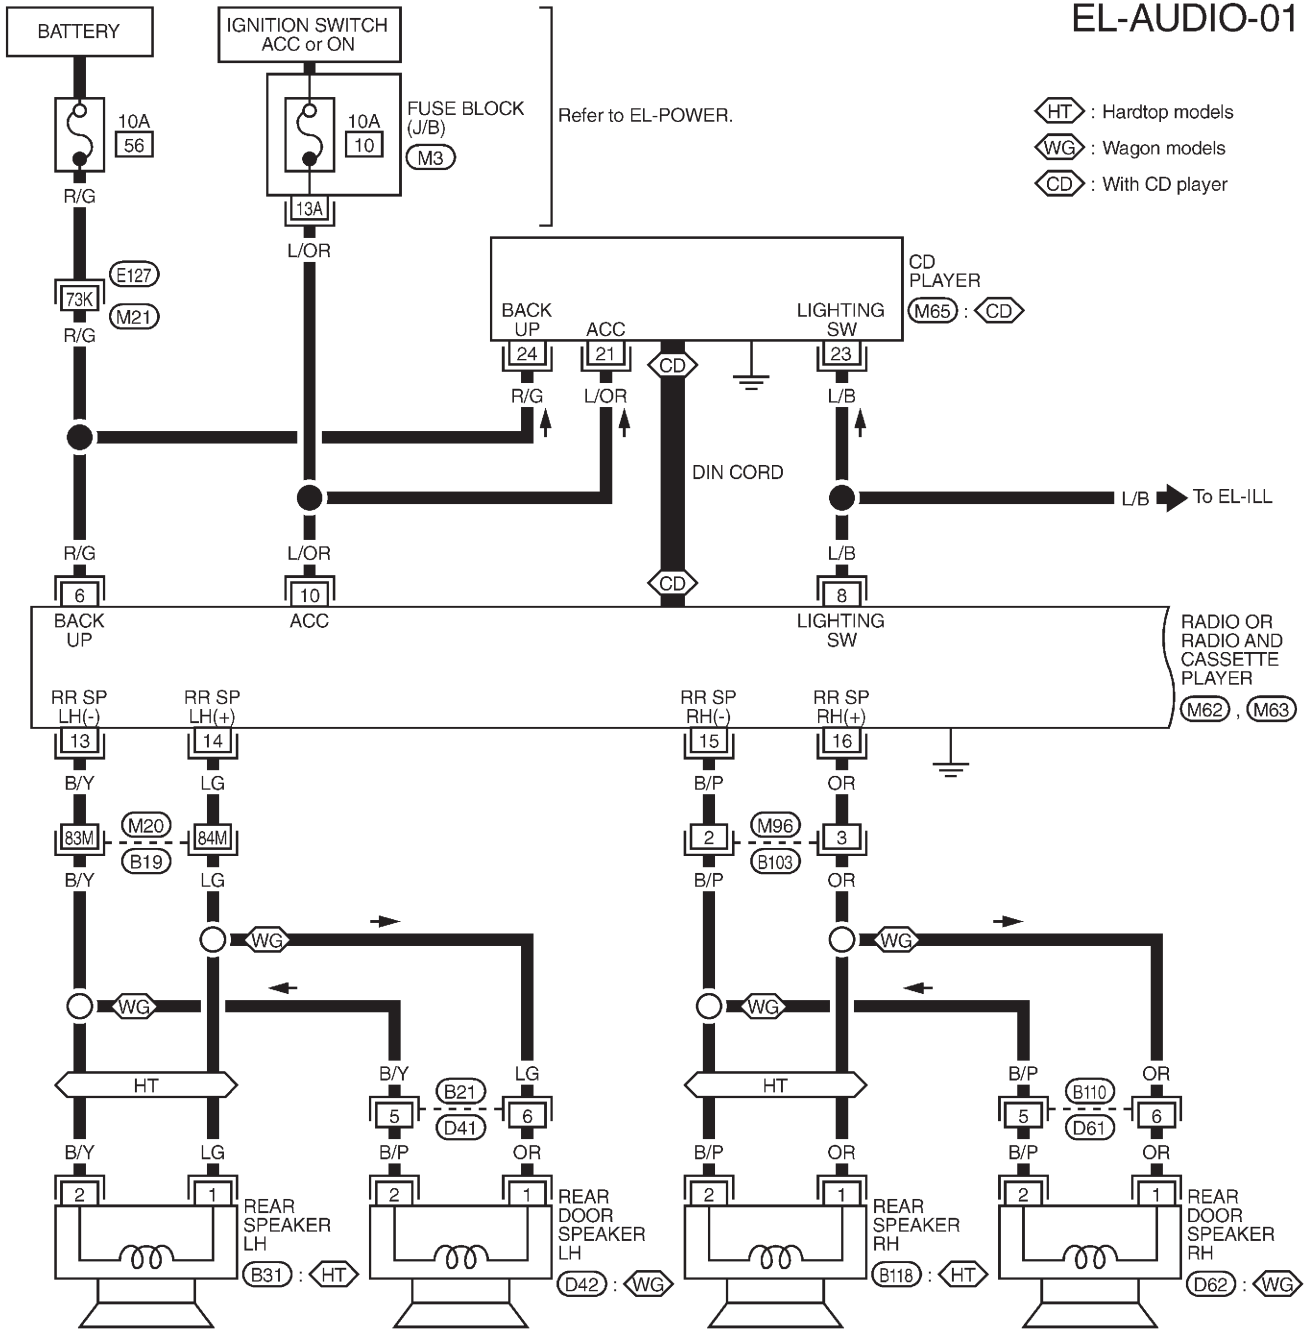 EL-AUDIO-01
BATTERY
IGNITION SWITCH
ACC or ON
10A
56
10A
10
FUSE BLOCK
(J/B)
M3
Refer to EL-POWER.
HT : Hardtop models
WG : Wagon models
CD : With CD player
R/G
13A
L/OR
E127
73K
M21
R/G
CD
PLAYER
M65 : CD
BACK
UP
ACC
LIGHTING
SW
24
21
CD
23
R/G
L/OR
L/B
DIN CORD
L/B
To EL-ILL
R/G
L/OR
CD
L/B
6
10
8
BACK
UP
ACC
LIGHTING
SW
RADIO OR
RADIO AND
CASSETTE
PLAYER
M62 , M63
RR SP
LH(-)
RR SP
LH(+)
RR SP
RH(-)
RR SP
RH(+)
13
14
15
16
B/Y
LG
B/P
OR
83M
M20
B19
84M
2
M96
B103
3
B/Y
LG
B/P
OR
WG
WG
WG
WG
HT
HT
B/Y
LG
B/P
OR
5
B21
D41
6
5
B110
D61
6
B/Y
LG
B/P
OR
B/P
OR
B/P
OR
2
1
2
1
2
1
2
1
REAR
SPEAKER
LH
B31 : HT
REAR
DOOR
SPEAKER
LH
D42 : WG
REAR
SPEAKER
RH
B118 : HT
REAR
DOOR
SPEAKER
RH
D62 : WG